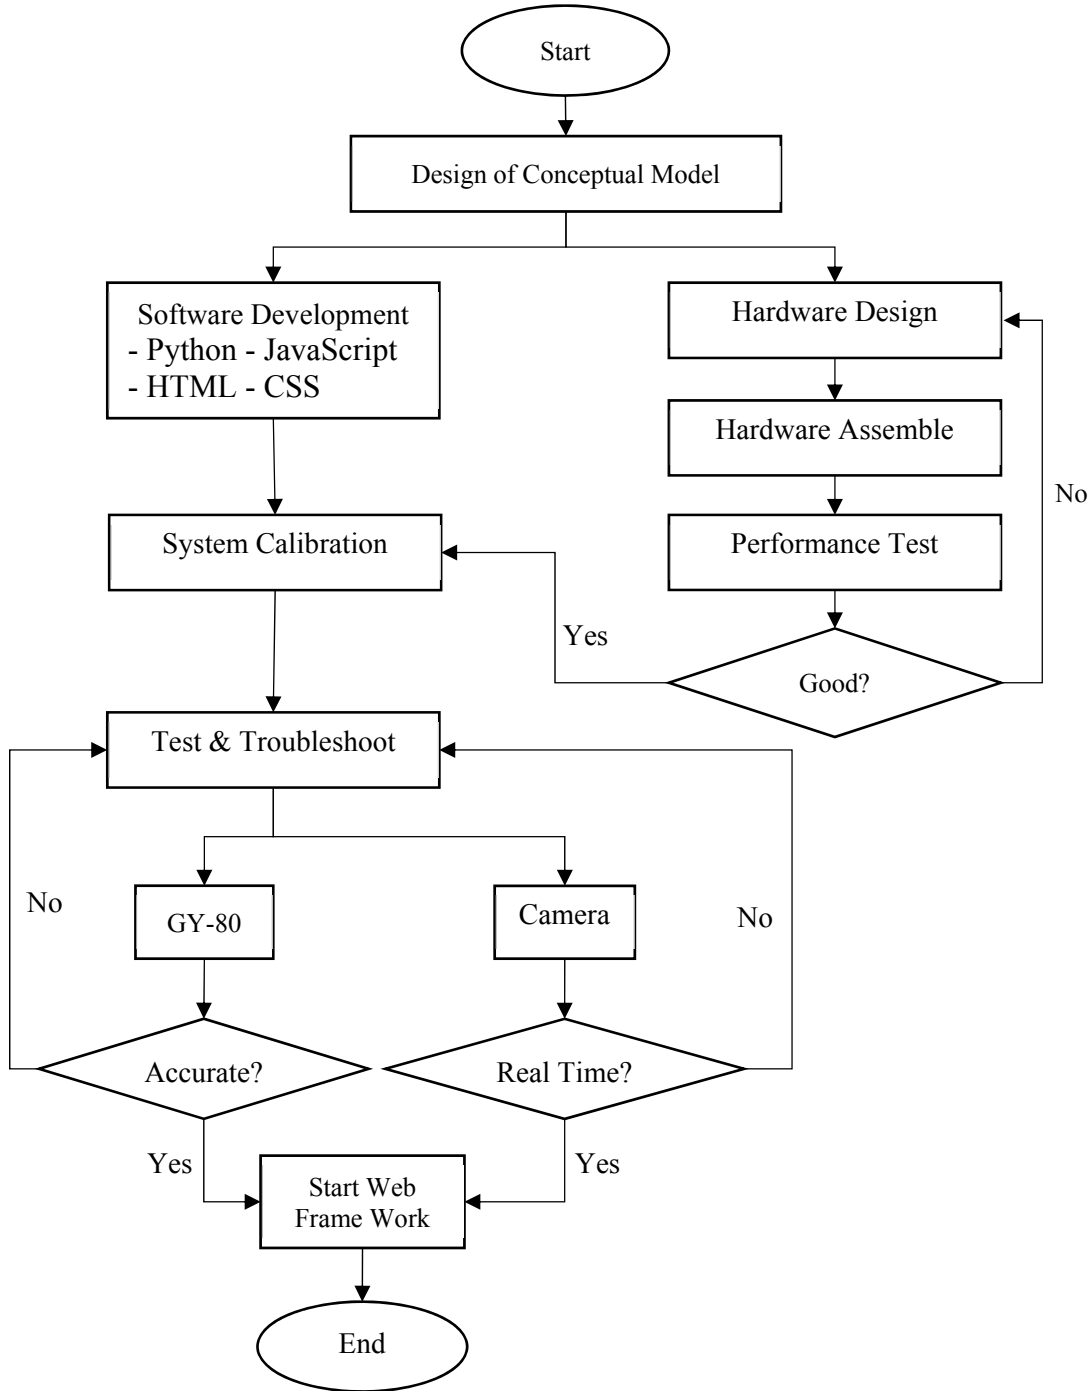 Start
Design of Conceptual Model
Software Development
- Python - JavaScript
- HTML - CSS
Hardware Design
Hardware Assemble
No
System Calibration
Performance Test
Yes
Good?
Test & Troubleshoot
No
GY-80
Camera
No
Accurate?
Real Time?
Yes
Yes
Start Web
Frame Work
End